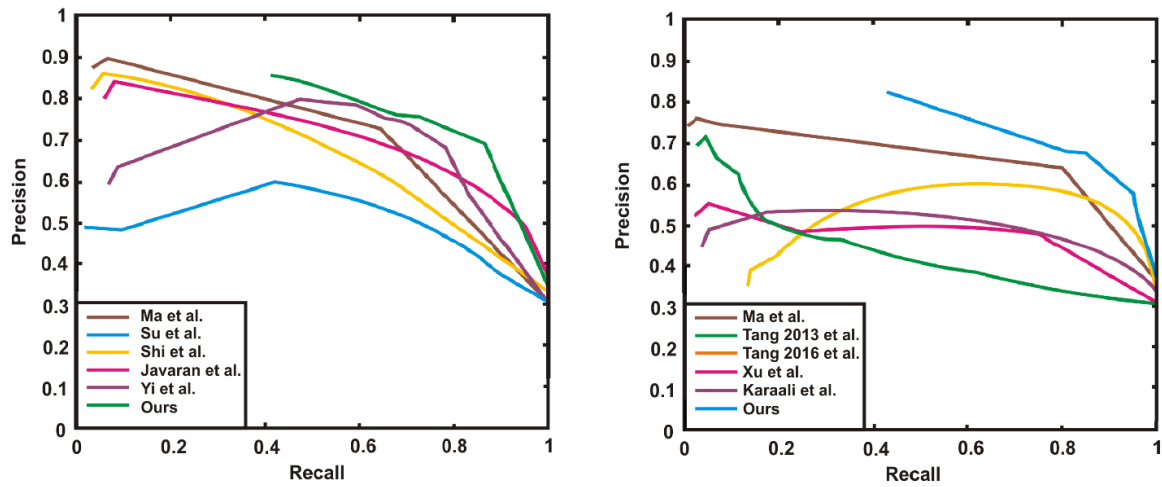 1
0.9
0.8
0.7
0.6
0.5
0.4
0.3
0.2
0.1
0
Precision
Ma et al.
Su et al.
Shi et al.
Javaran et al.
Yi et al.
Ours
0 0.2 0.4 0.6 0.8 1
Recall
1
0.9
0.8
0.7
0.6
0.5
0.4
0.3
0.2
0.1
0
Precision
Ma et al.
Tang 2013 et al.
Tang 2016 et al.
Xu et al.
Karaali et al.
Ours
0 0.2 0.4 0.6 0.8 1
Recall